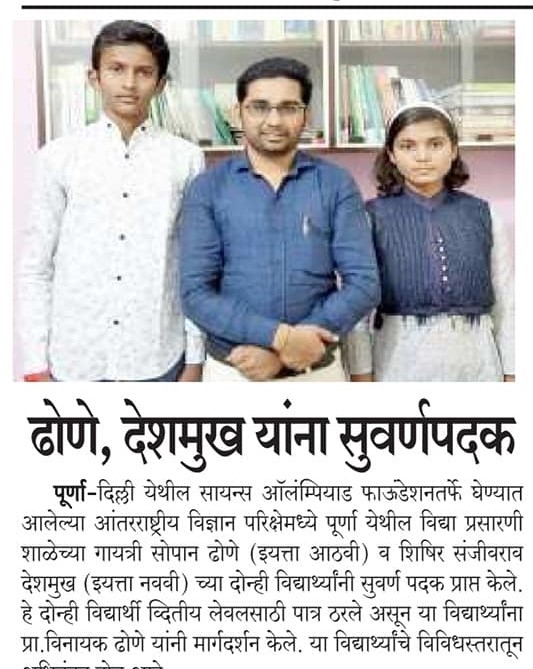 ढोणे, देशमुख यांना सुवर्णपदक
पूर्णा-दिल्ली येथील सायन्स ऑलंम्पियाड फाऊंडेशनतर्फे घेण्यात
आलेल्या आंतरराष्ट्रीय विज्ञान परिक्षेमध्ये पूर्णा येथील विद्या प्रसारणी
शाळेच्या गायत्री सोपान ढोणे (इयत्ता आठवी) व शिषिर संजीवराव
देशमुख (इयत्ता नववी) च्या दोन्ही विद्यार्थ्यांनी सुवर्ण पदक प्राप्त केले.
हे दोन्ही विद्यार्थी व्दितीय लेवलसाठी पात्र ठरले असून या विद्यार्थ्यांना
प्रा.विनायक ढोणे यांनी मार्गदर्शन केले. या विद्यार्थ्यांचे विविधस्तरातून